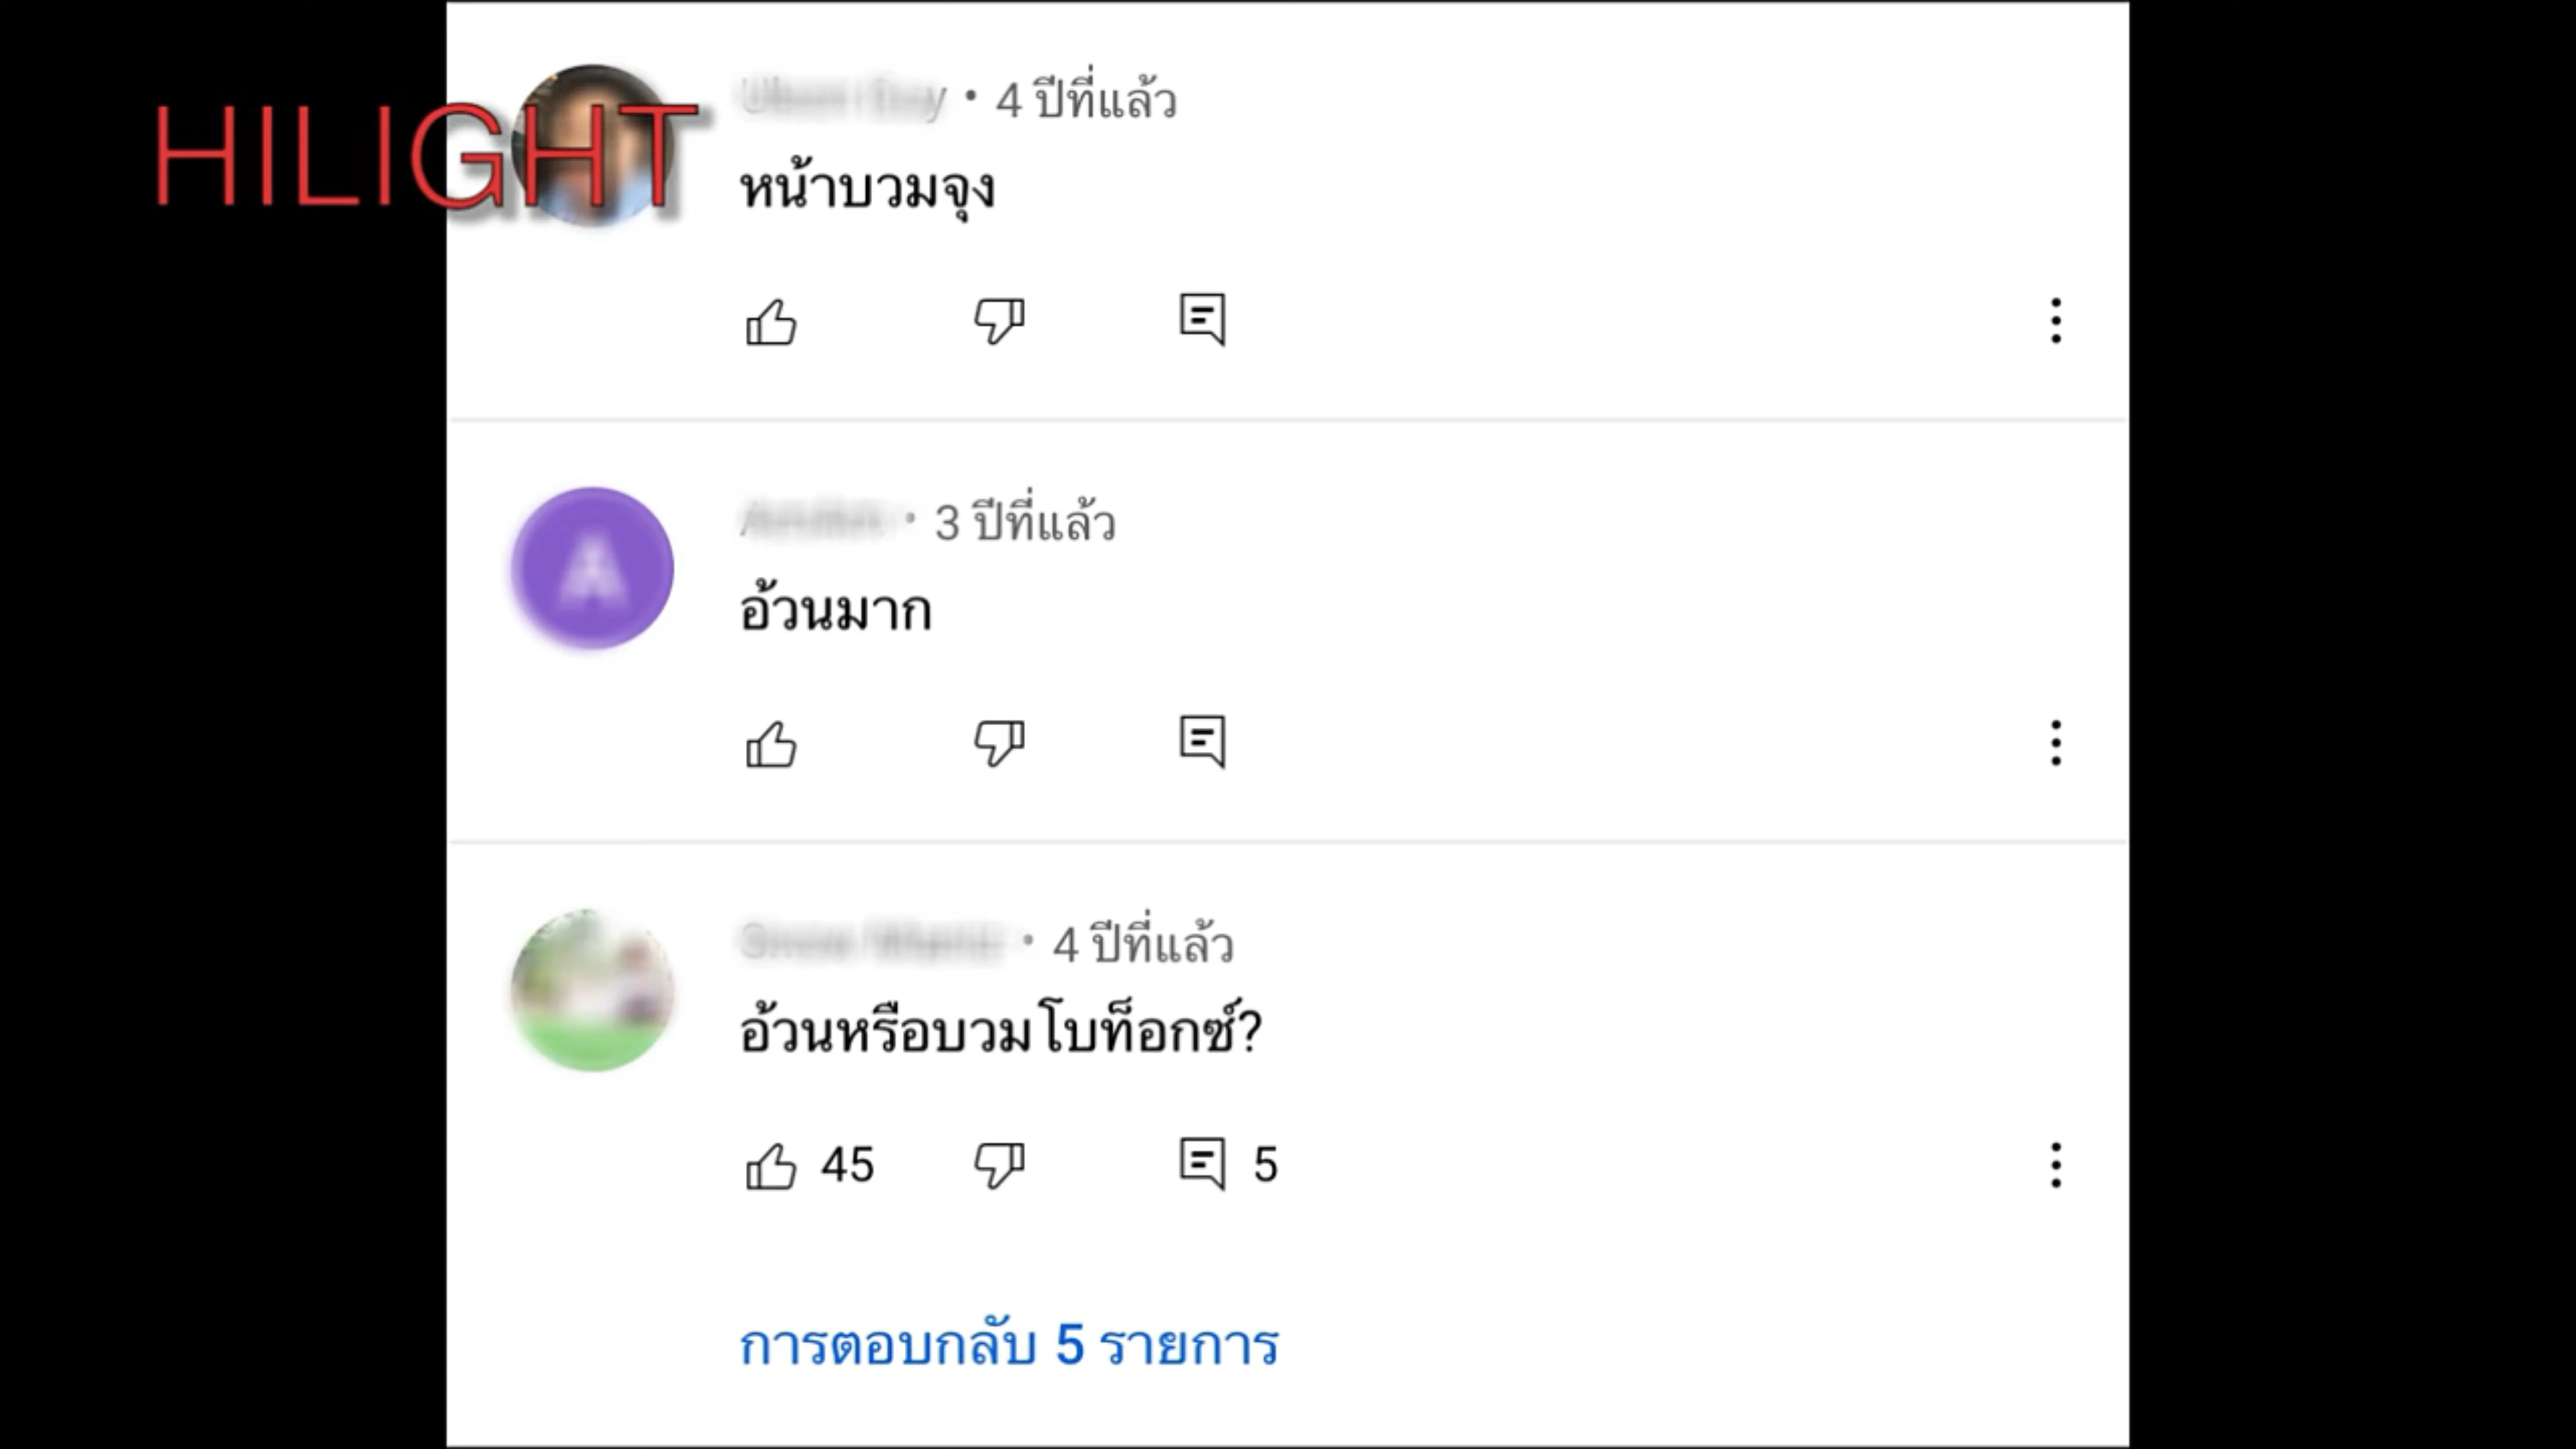 HILIGHT
• 4 ปีที่แล้ว
หน้าบวมจุง
A
• 3 ปีที่แล้ว
อ้วนมาก
• 4 ปีที่แล้ว
อ้วนหรือบวมโบท็อกซ์?
45 5
การตอบกลับ 5 รายการ